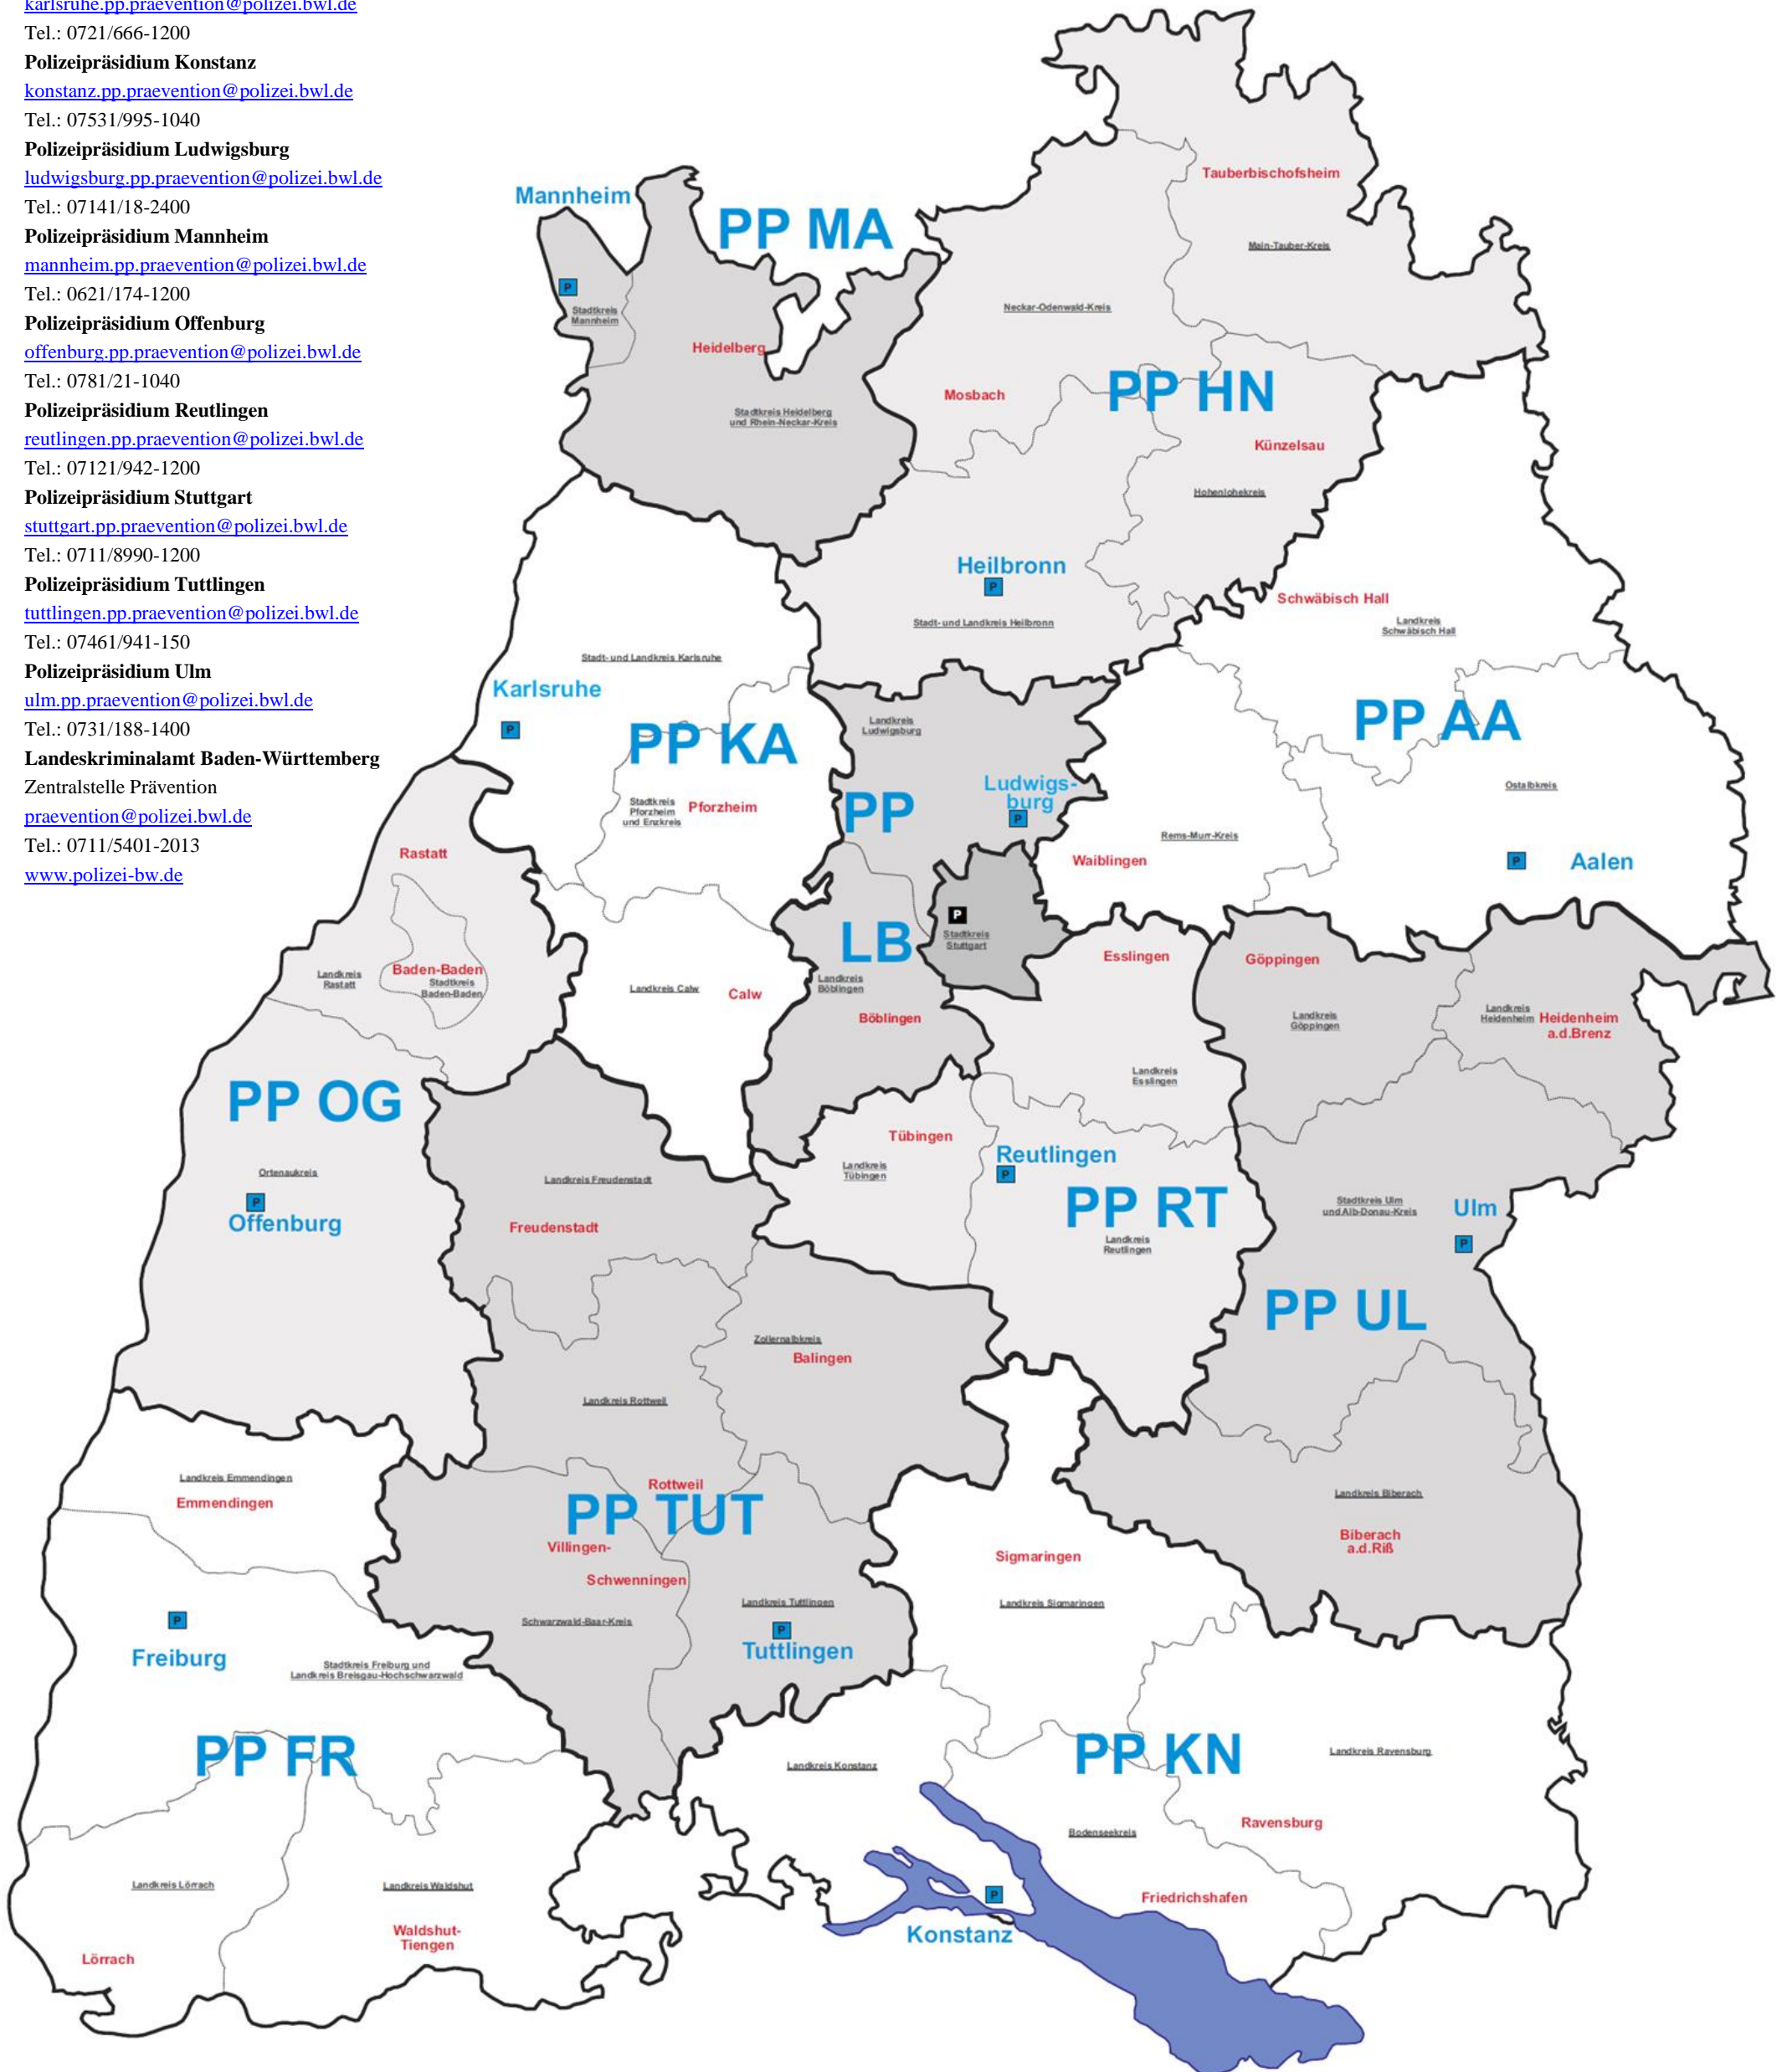 karlsruhe.pp.praevention@polizei.bwl.de
Tel.: 0721/666-1200
Polizeipräsidium Konstanz
konstanz.pp.praevention@polizei.bwl.de
Tel.: 07531/995-1040
Polizeipräsidium Ludwigsburg
ludwigsburg.pp.praevention@polizei.bwl.de
Tel.: 07141/18-2400
Polizeipräsidium Mannheim
mannheim.pp.praevention@polizei.bwl.de
Tel.: 0621/174-1200
Polizeipräsidium Offenburg
offenburg.pp.praevention@polizei.bwl.de
Tel.: 0781/21-1040
Polizeipräsidium Reutlingen
reutlingen.pp.praevention@polizei.bwl.de
Tel.: 07121/942-1200
Polizeipräsidium Stuttgart
stuttgart.pp.praevention@polizei.bwl.de
Tel.: 0711/8990-1200
Polizeipräsidium Tuttlingen
tuttlingen.pp.praevention@polizei.bwl.de
Tel.: 07461/941-150
Polizeipräsidium Ulm
ulm.pp.praevention@polizei.bwl.de
Tel.: 0731/188-1400
Landeskriminalamt Baden-Württemberg
Zentralstelle Prävention
praevention@polizei.bwl.de
Tel.: 0711/5401-2013
www.polizei-bw.de
Mannheim
PP MA
P
Stadtkreis
Mannheim
Heidelberg
Stadtkreis Heidelberg
und Rhein-Neckar-Kreis
Tauberbischofsheim
Main-Tauber-Kreis
Neckar-Odenwald-Kreis
Mosbach
PP HN
Künzelsau
Hohenlohekreis
Heilbronn
P
Stadt- und Landkreis Heilbronn
Schwäbisch Hall
Landkreis
Schwäbisch Hall
PP AA
Ostalbkreis
Rems-Murr-Kreis
Waiblingen
P
Aalen
Stadt- und Landkreis Karlsruhe
Karlsruhe
P
PP KA
Stadtkreis
Pforzheim
und Enzkreis
Pforzheim
Landkreis Calw
Calw
Landkreis
Ludwigsburg
Ludwigs-
burg
P
PP
LB
Landkreis
Böblingen
Böblingen
P
Stadtkreis
Stuttgart
Rastatt
Landkreis
Rastatt
Baden-Baden
Stadtkreis
Baden-Baden
PP OG
Ortenaukreis
P
Offenburg
Esslingen
Landkreis
Esslingen
Tübingen
Landkreis
Tübingen
Reutlingen
P
PP RT
Landkreis
Reutlingen
Göppingen
Landkreis
Göppingen
Landkreis
Heidenheim
Heidenheim
a.d.Brenz
Stadtkreis Ulm
und Alb-Donau-Kreis
Ulm
P
PP UL
Landkreis Biberach
Biberach
a.d.Riß
Landkreis Freudenstadt
Freudenstadt
Zollernalbkreis
Balingen
Landkreis Rottweil
Rottweil
PP TUT
Villingen-
Schwenningen
Schwarzwald-Baar-Kreis
Landkreis Tuttlingen
P
Tuttlingen
Landkreis Emmendingen
Emmendingen
P
Freiburg
Stadtkreis Freiburg und
Landkreis Breisgau-Hochschwarzwald
PP FR
Landkreis Lörrach
Lörrach
Landkreis Waldshut
Waldshut-
Tiengen
Sigmaringen
Landkreis Sigmaringen
PP KN
Landkreis Konstanz
Landkreis Ravensburg
Ravensburg
Bodenseekreis
Friedrichshafen
P
Konstanz